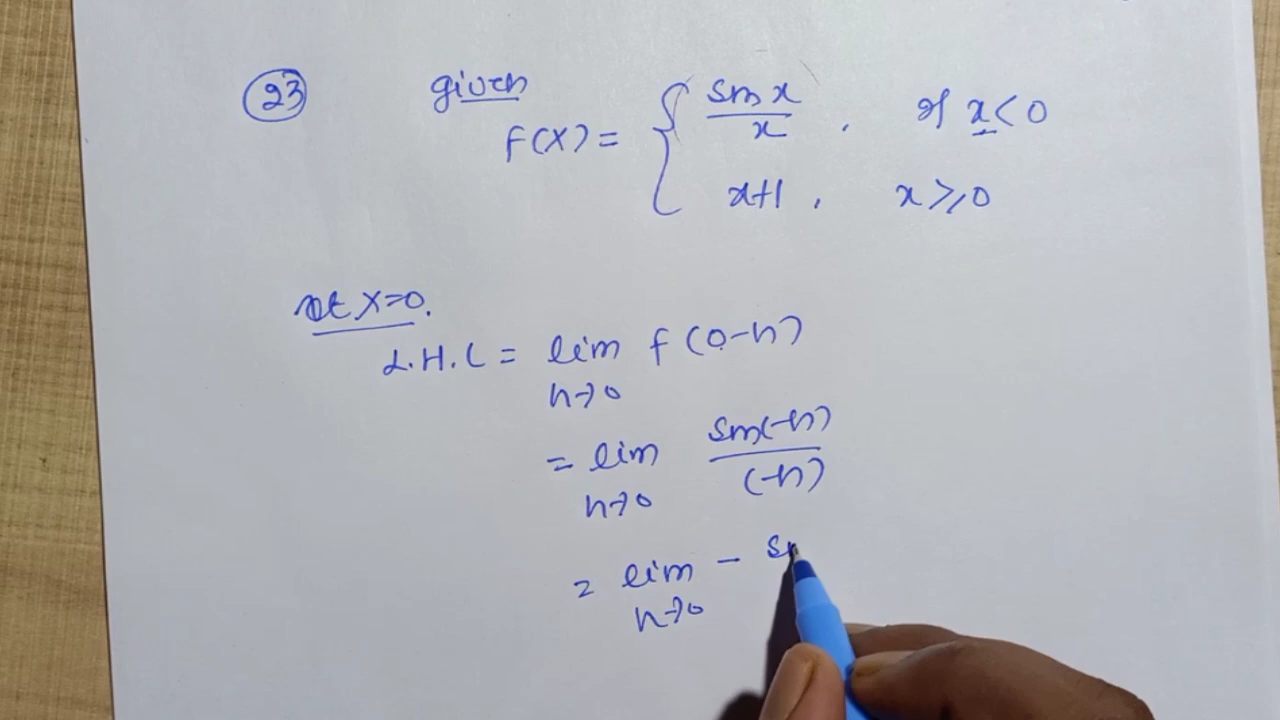 (23) given
f(x) = { sin x / x , if x < 0
x+1 , x ≥ 0
at x=0.
L.H.L = lim h→0 f(0-h)
= lim h→0 sin(-h) / (-h)
= lim h→0 - s